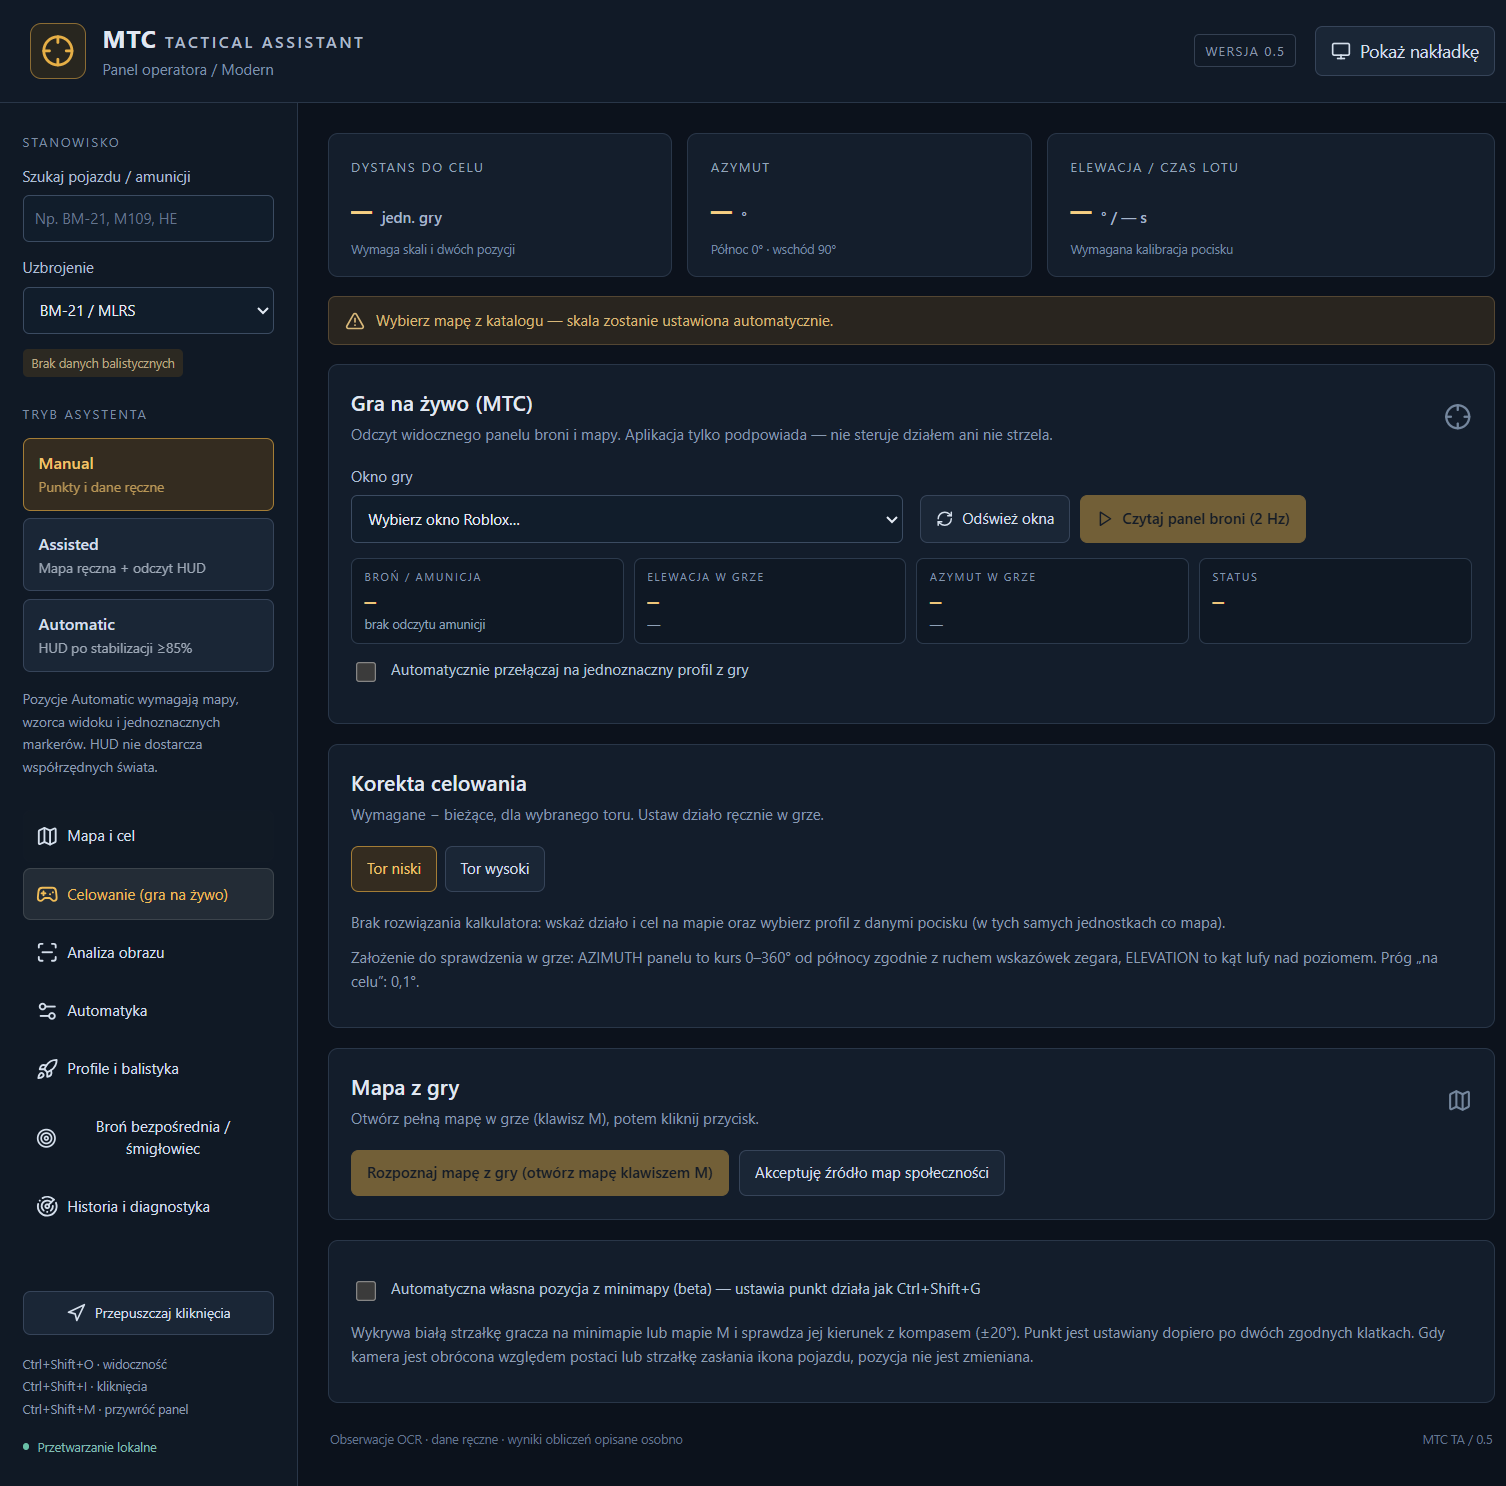 MTC TACTICAL ASSISTANT
Panel operatora / Modern
WERSJA 0.5
Pokaż nakładkę
STANOWISKO
Szukaj pojazdu / amunicji
Np. BM-21, M109, HE
Uzbrojenie
BM-21 / MLRS
Brak danych balistycznych
TRYB ASYSTENTA
Manual
Punkty i dane ręczne
Assisted
Mapa ręczna + odczyt HUD
Automatic
HUD po stabilizacji ≥85%
Pozycje Automatic wymagają mapy,
wzorca widoku i jednoznacznych
markerów. HUD nie dostarcza
współrzędnych świata.
Mapa i cel
Celowanie (gra na żywo)
Analiza obrazu
Automatyka
Profile i balistyka
Broń bezpośrednia /
śmigłowiec
Historia i diagnostyka
Przepuszczaj kliknięcia
Ctrl+Shift+O · widoczność
Ctrl+Shift+I · kliknięcia
Ctrl+Shift+M · przywróć panel
Przetwarzanie lokalne
DYSTANS DO CELU
— jedn. gry
Wymaga skali i dwóch pozycji
AZYMUT
— °
Północ 0° · wschód 90°
ELEWACJA / CZAS LOTU
— ° / — s
Wymagana kalibracja pocisku
Wybierz mapę z katalogu — skala zostanie ustawiona automatycznie.
Gra na żywo (MTC)
Odczyt widocznego panelu broni i mapy. Aplikacja tylko podpowiada — nie steruje działem ani nie strzela.
Okno gry
Wybierz okno Roblox...
Odśwież okna
Czytaj panel broni (2 Hz)
BROŃ / AMUNICJA
—
brak odczytu amunicji
ELEWACJA W GRZE
—
—
AZYMUT W GRZE
—
—
STATUS
—
Automatycznie przełączaj na jednoznaczny profil z gry
Korekta celowania
Wymagane − bieżące, dla wybranego toru. Ustaw działo ręcznie w grze.
Tor niski
Tor wysoki
Brak rozwiązania kalkulatora: wskaż działo i cel na mapie oraz wybierz profil z danymi pocisku (w tych samych jednostkach co mapa).
Założenie do sprawdzenia w grze: AZIMUTH panelu to kurs 0–360° od północy zgodnie z ruchem wskazówek zegara, ELEVATION to kąt lufy nad poziomem. Próg „na
celu”: 0,1°.
Mapa z gry
Otwórz pełną mapę w grze (klawisz M), potem kliknij przycisk.
Rozpoznaj mapę z gry (otwórz mapę klawiszem M)
Akceptuję źródło map społeczności
Automatyczna własna pozycja z minimapy (beta) — ustawia punkt działa jak Ctrl+Shift+G
Wykrywa białą strzałkę gracza na minimapie lub mapie M i sprawdza jej kierunek z kompasem (±20°). Punkt jest ustawiany dopiero po dwóch zgodnych klatkach. Gdy
kamera jest obrócona względem postaci lub strzałkę zasłania ikona pojazdu, pozycja nie jest zmieniana.
Obserwacje OCR · dane ręczne · wyniki obliczeń opisane osobno
MTC TA / 0.5